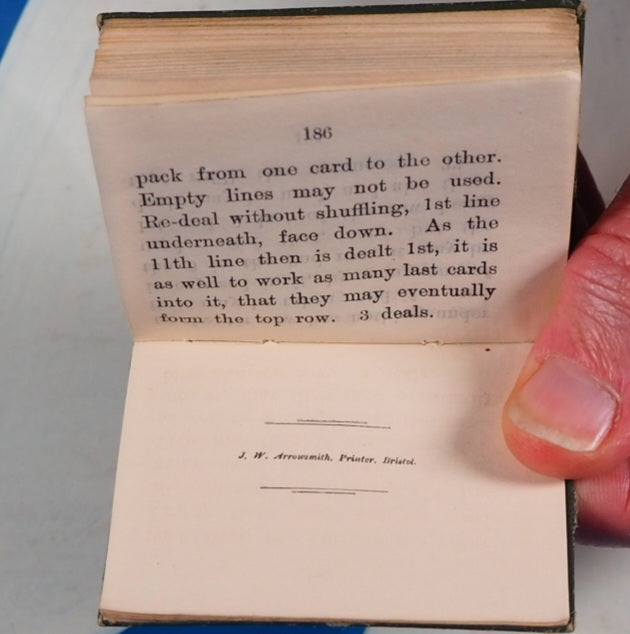 186
pack from one card to the other.
Empty lines may not be used.
Re-deal without shuffling, 1st line
underneath, face down. As the
11th line then is dealt 1st, it is
as well to work as many last cards
into it, that they may eventually
form the top row. 3 deals.
J. W. Arrowsmith, Printer, Bristol.